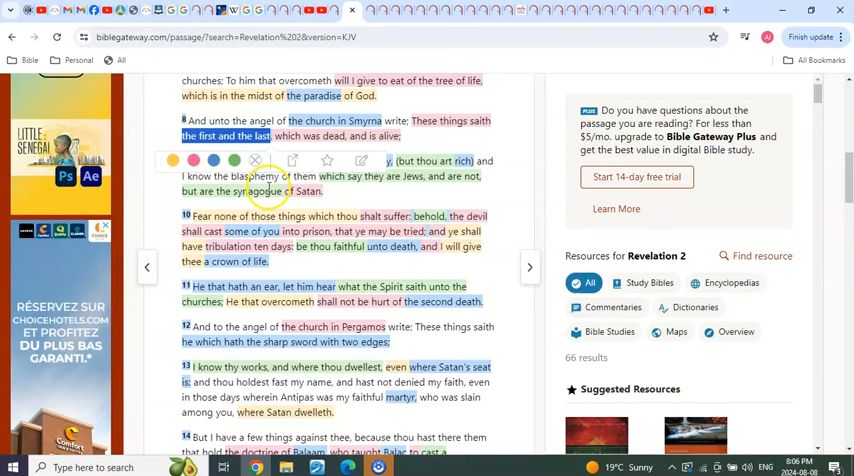 biblegateway.com/passage/?search=Revelation%202&version=KJV
AI
Finish update
Bible
Personal
All
All Bookmarks
churches; To him that overcometh will I give to eat of the tree of life,
which is in the midst of the paradise of God.
8 And unto the angel of the church in Smyrna write; These things saith
the first and the last, which was dead, and is alive;
y, (but thou art rich) and
I know the blasphemy of them which say they are Jews, and are not,
but are the synagogue of Satan.
10 Fear none of those things which thou shalt suffer: behold, the devil
shall cast some of you into prison, that ye may be tried; and ye shall
have tribulation ten days: be thou faithful unto death, and I will give
thee a crown of life.
11 He that hath an ear, let him hear what the Spirit saith unto the
churches; He that overcometh shall not be hurt of the second death.
12 And to the angel of the church in Pergamos write; These things saith
he which hath the sharp sword with two edges;
13 I know thy works, and where thou dwellest, even where Satan's seat
is: and thou holdest fast my name, and hast not denied my faith, even
in those days wherein Antipas was my faithful martyr, who was slain
among you, where Satan dwelleth.
14 But I have a few things against thee, because thou hast there them
that hold the doctrine of Balaam, who taught Balac to cast a
LITTLE
SENEGAL
Ps
Ae
RÉSERVEZ SUR
CHOICEHOTELS.COM
ET PROFITEZ
DU PLUS BAS
GARANTI.*
Comfort
PLUS Do you have questions about the
passage you are reading? For less than
$5/mo. upgrade to Bible Gateway Plus and
get the best in digital Bible study.
Start 14-day free trial
Learn More
Resources for Revelation 2
Find resource
All
Study Bibles
Encyclopedias
Commentaries
Dictionaries
Bible Studies
Maps
Overview
66 results
Suggested Resources
Type here to search
19°C Sunny
ENG
8:06 PM
2024-08-08